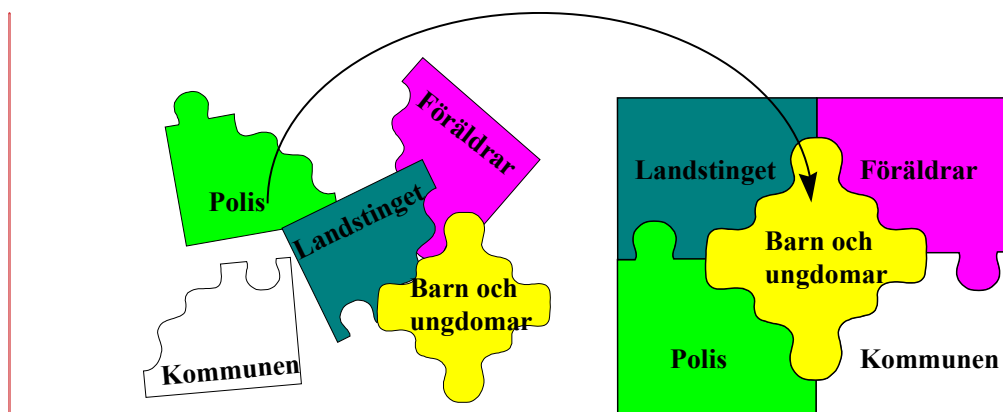 Föräldrar
Polis
Landstinget
Barn och
ungdomar
Kommunen
Landstinget
Föräldrar
Barn och
ungdomar
Polis
Kommunen